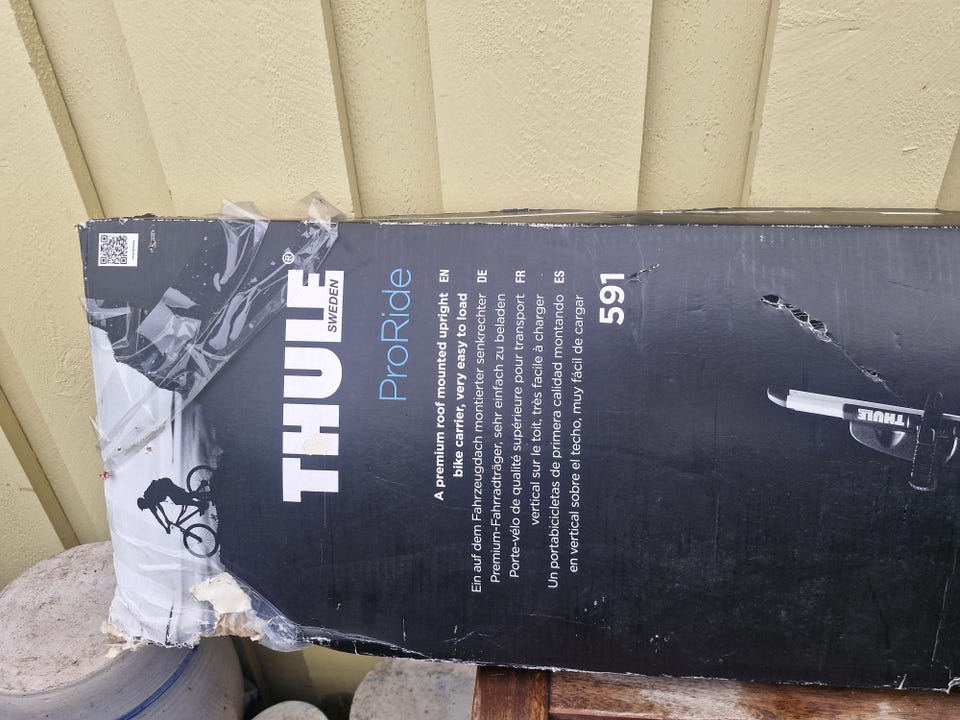 THULE®
SWEDEN
ProRide
A premium roof mounted upright EN
bike carrier, very easy to load
Ein auf dem Fahrzeugdach montierter senkrechter DE
Premium-Fahrradträger, sehr einfach zu beladen
Porte-vélo de qualité supérieure pour transport FR
vertical sur le toit, très facile à charger
Un portabicicletas de primera calidad montando ES
en vertical sobre el techo, muy fácil de cargar
591
THULE